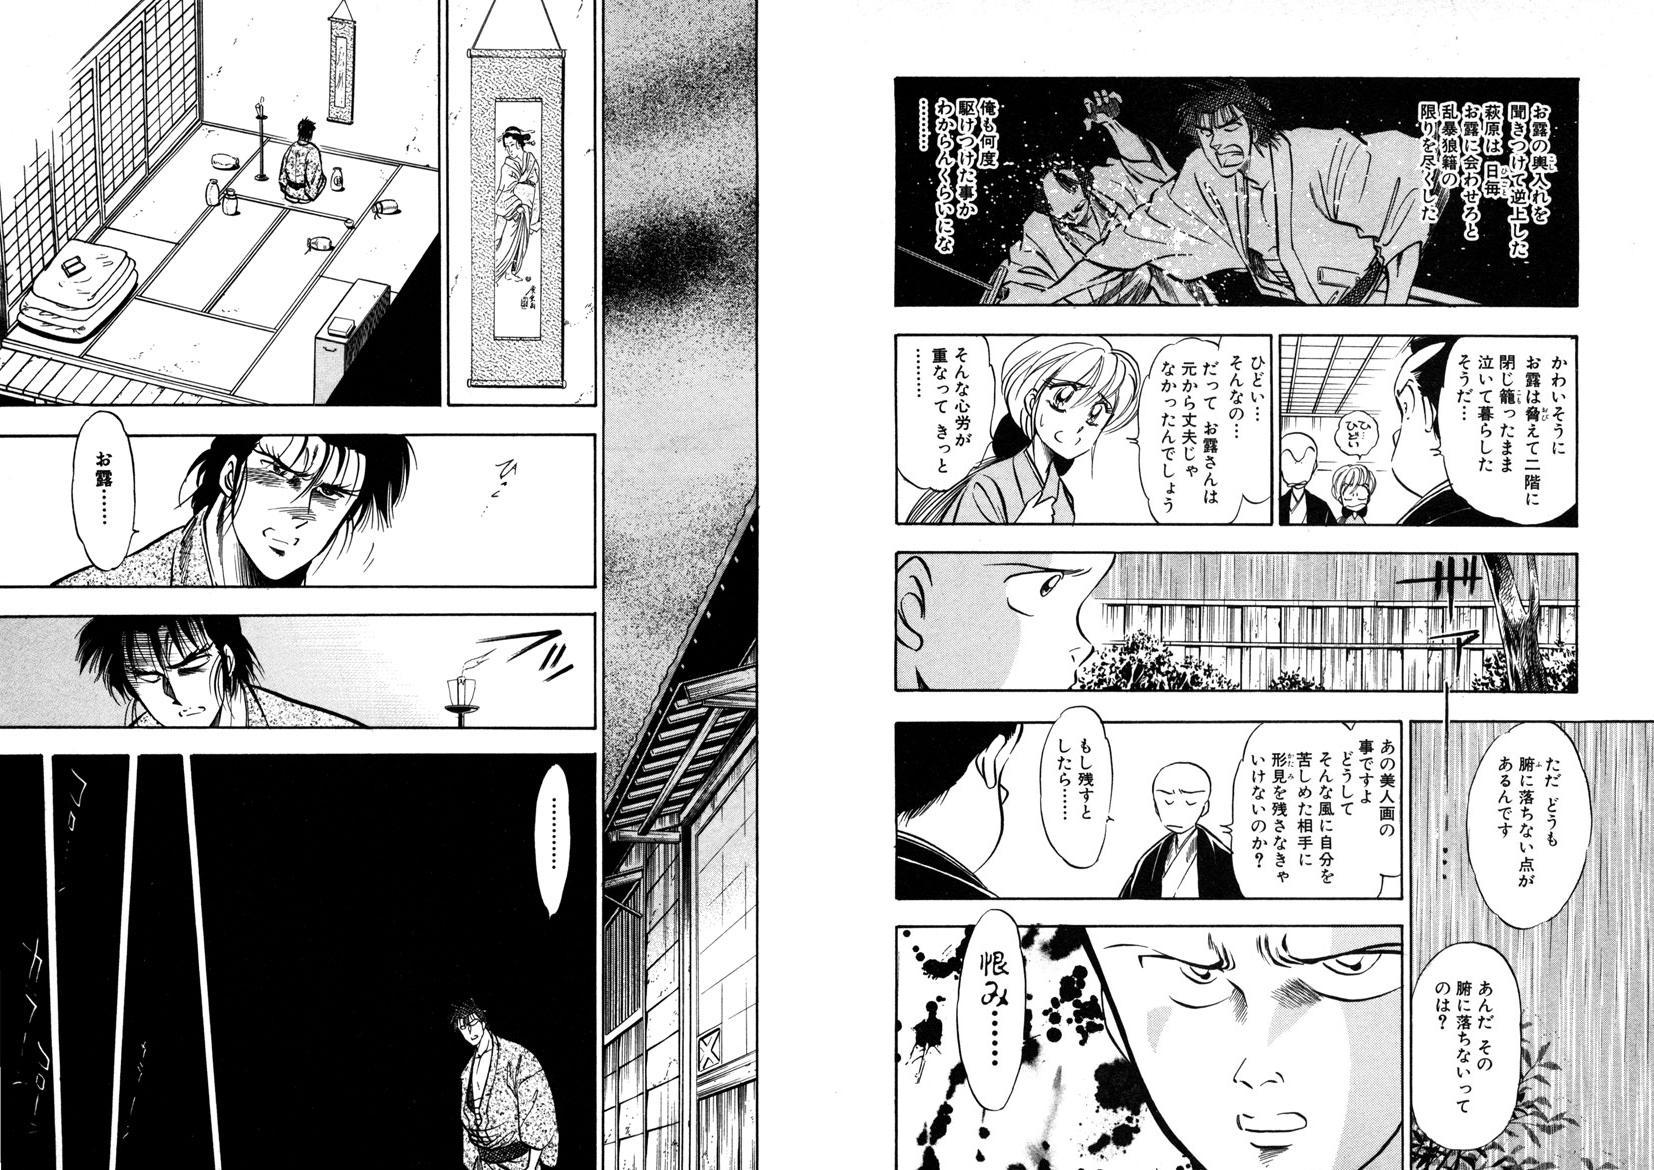 お露の輿入れを
聞きつけて逆上した
萩原は 日毎
お露に会わせろと
乱暴狼籍の
限りを尽くした
俺も何度
駆けつけた事か
わからんくらいにな
…………
かわいそうに
お露は脅えて二階に
閉じ籠ったまま
泣いて暮らした
そうだ…
ひ…
ひどい
ひどい…
そんなの…
だって お露さんは
元から丈夫じゃ
なかったんでしょう
そんな心労が
重なって きっと
…………
ただ どうも
腑に落ちない点が
あるんです
あんだ その
腑に落ちないって
のは?
あの美人画の
事ですよ
どうして
そんな風に自分を
苦しめた相手に
形見を残さなきゃ
いけないのか?
もし残すと
したら……
恨み……
お露……
…………